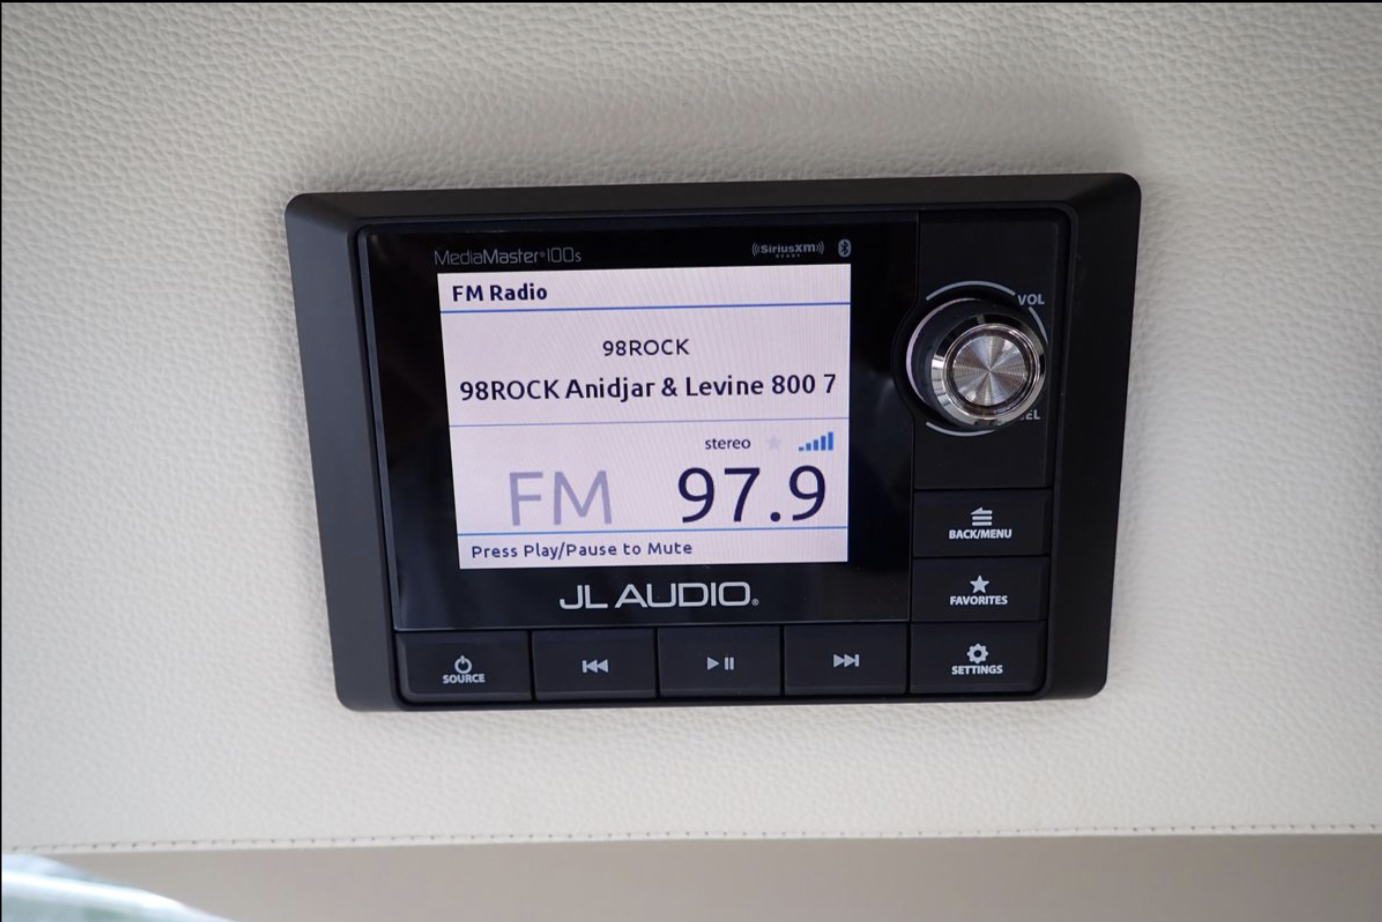 MediaMaster®100s
((SiriusXM))
READY
FM Radio
98ROCK
98ROCK Anidjar & Levine 800 7
stereo
FM 97.9
Press Play/Pause to Mute
JL AUDIO®
VOL
BACK/MENU
FAVORITES
SETTINGS
SOURCE